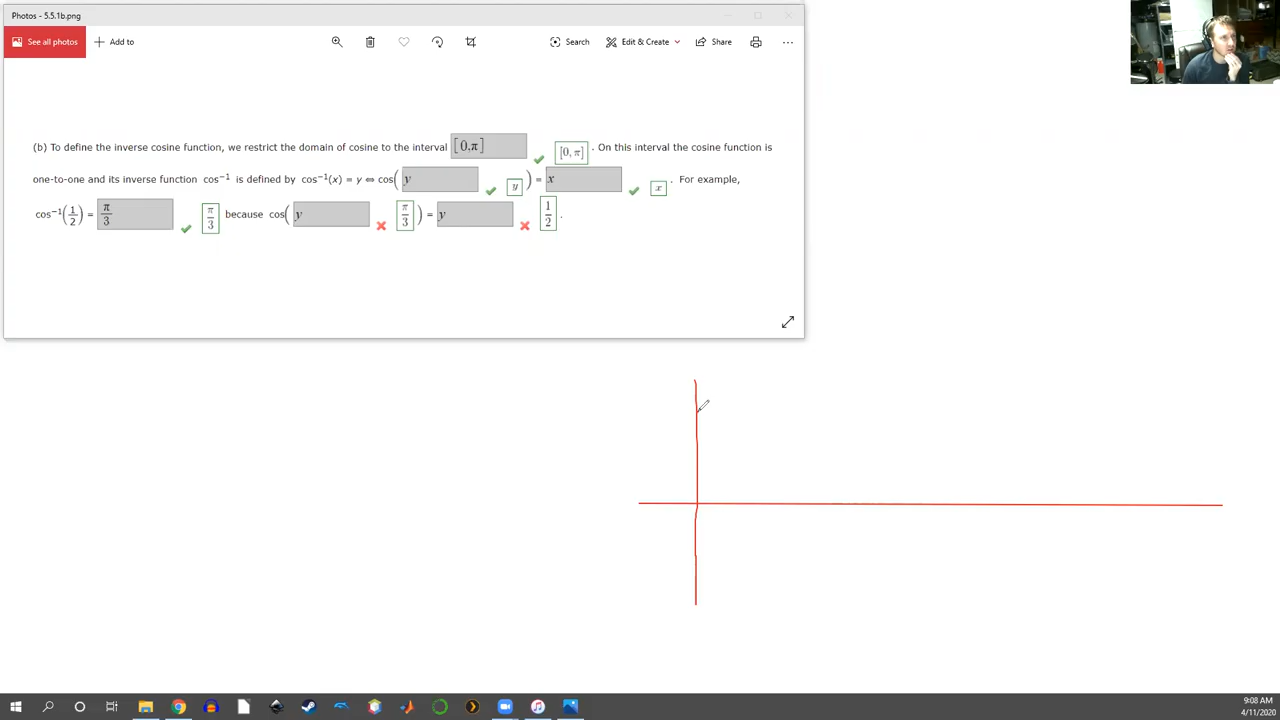 Photos - 5.5.1b.png
See all photos
Add to
Search
Edit & Create
Share
(b) To define the inverse cosine function, we restrict the domain of cosine to the interval [0,π] [0, π] . On this interval the cosine function is
one-to-one and its inverse function cos⁻¹ is defined by cos⁻¹(x) = y ⇔ cos( y y ) = x x . For example,
cos⁻¹(1/2) = π/3 π/3 because cos( y π/3 ) = y 1/2 .
9:08 AM
4/11/2020